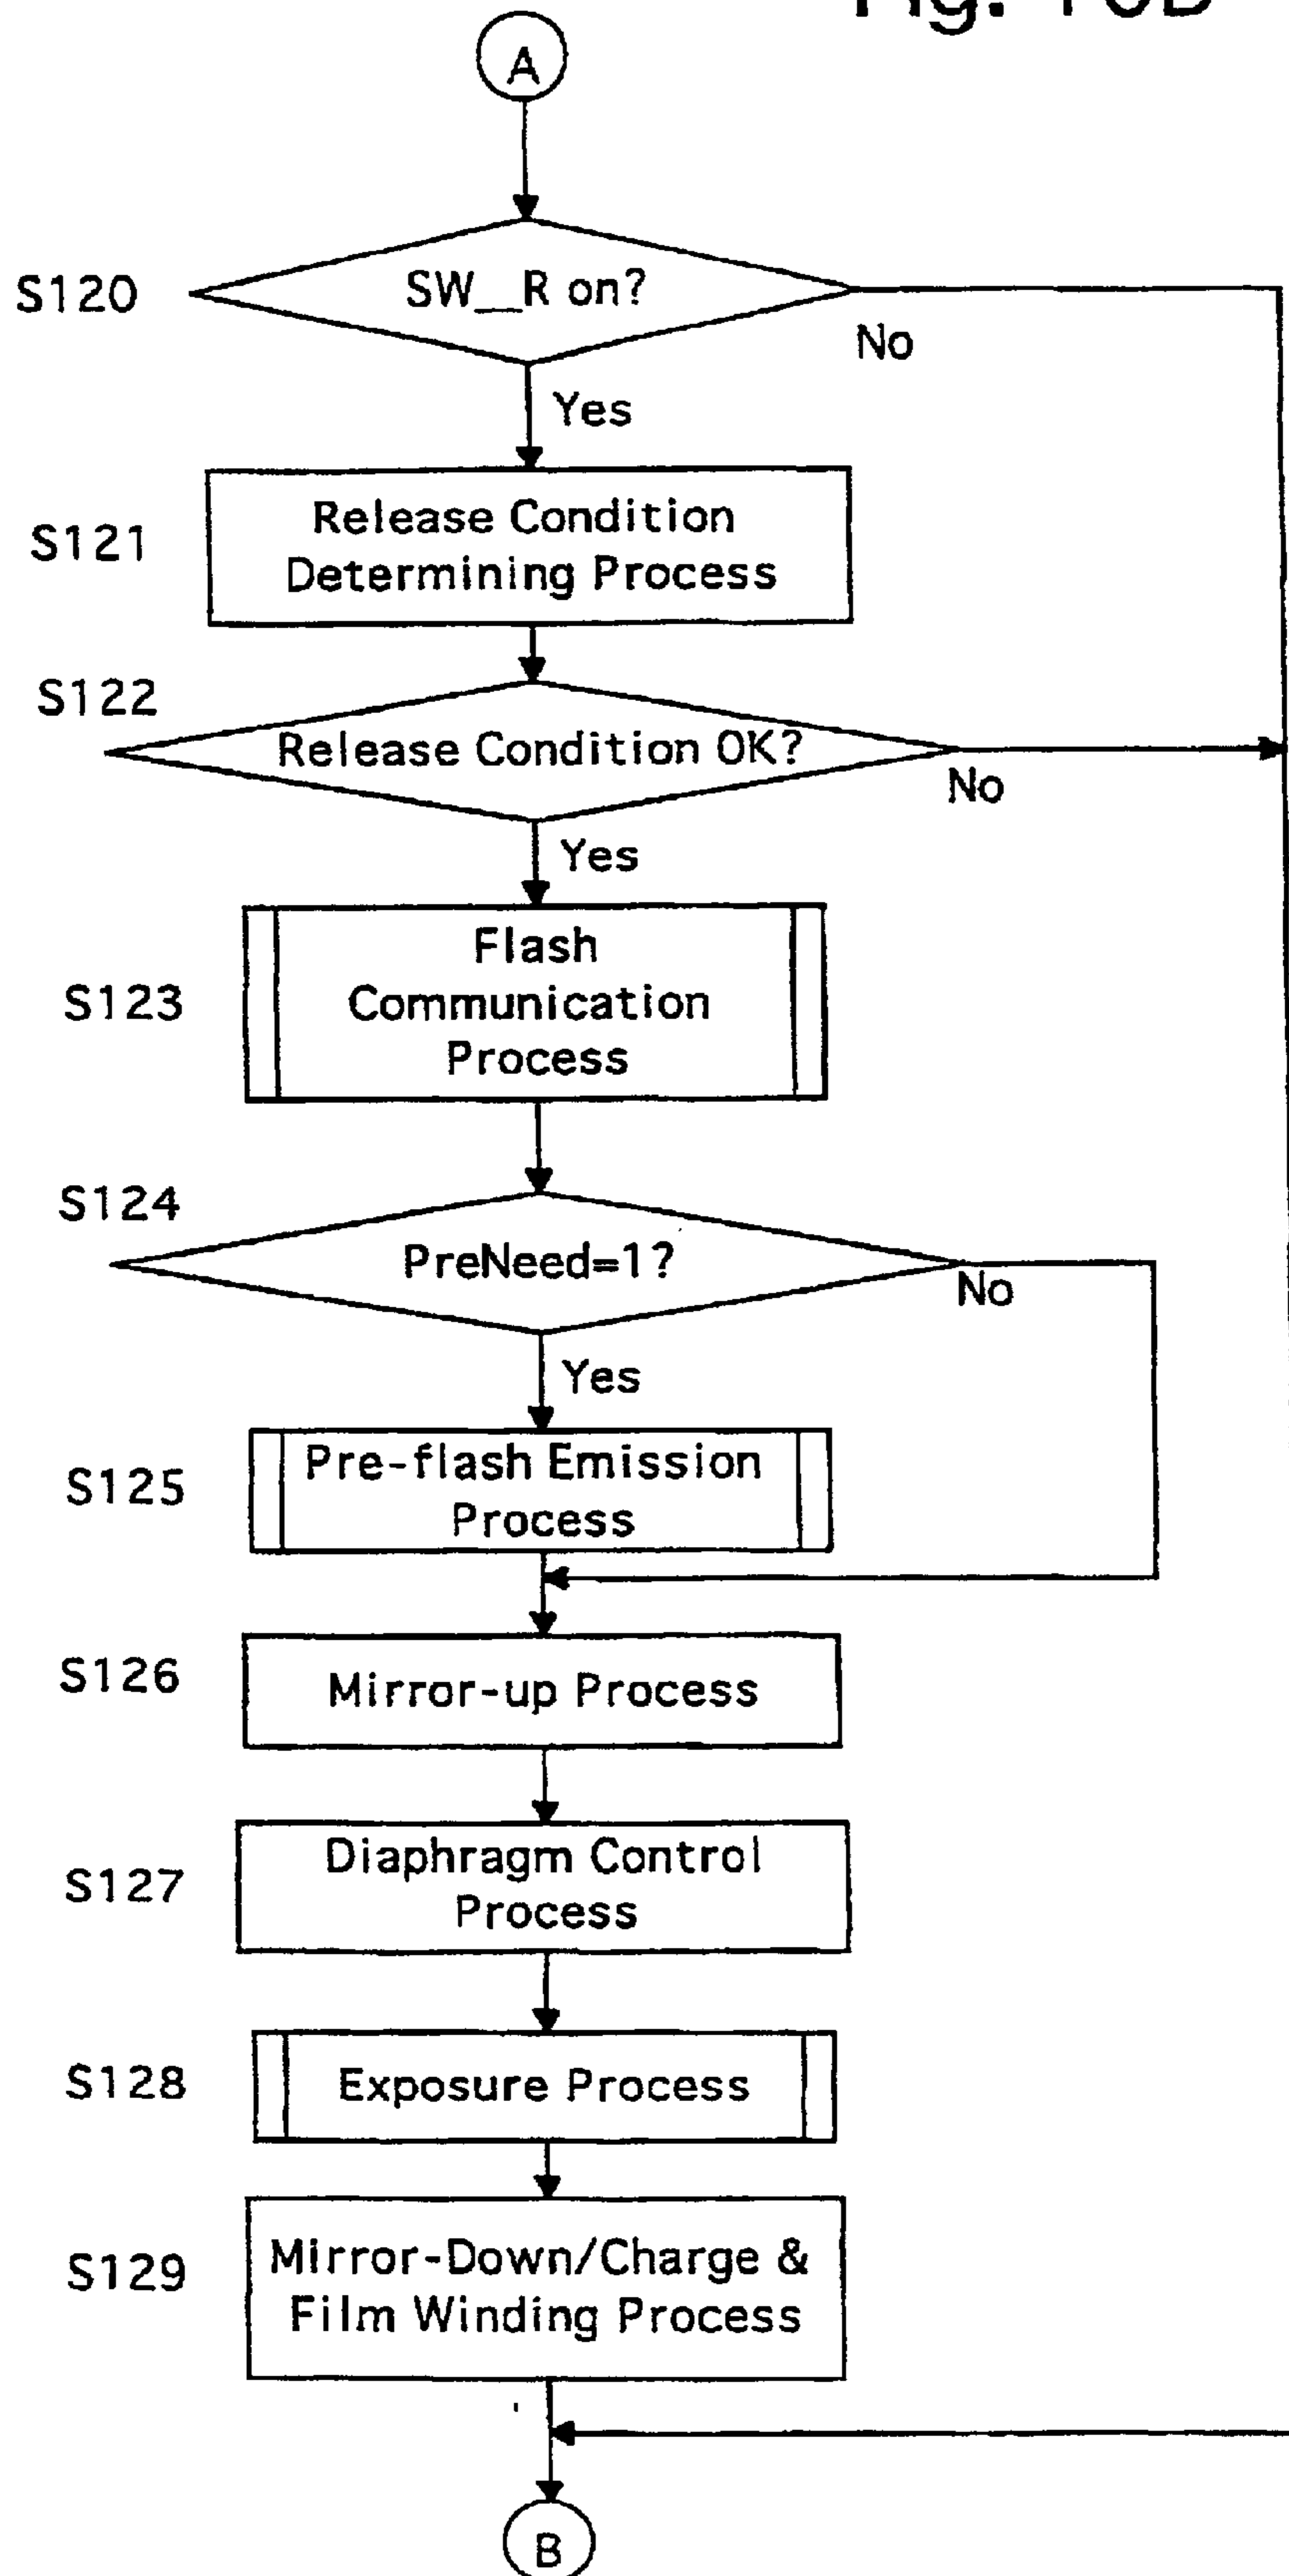 A
S120
SW__R on?
No
Yes
S121
Release Condition
Determining Process
S122
Release Condition OK?
No
Yes
S123
Flash
Communication
Process
S124
PreNeed=1?
No
Yes
S125
Pre-flash Emission
Process
S126
Mirror-up Process
S127
Diaphragm Control
Process
S128
Exposure Process
S129
Mirror-Down/Charge &
Film Winding Process
B